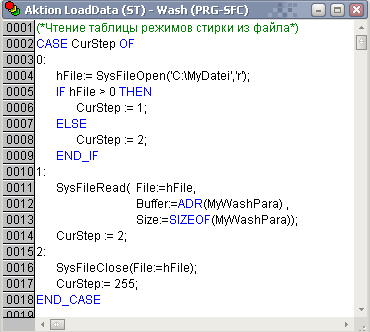 Aktion LoadData (ST) - Wash (PRG-SFC)
0001 (*Чтение таблицы режимов стирки из файла*)
0002 CASE CurStep OF
0003 0:
0004 hFile:= SysFileOpen('C:\MyDatei','r');
0005 IF hFile > 0 THEN
0006 CurStep := 1;
0007 ELSE
0008 CurStep := 2;
0009 END_IF
0010 1:
0011 SysFileRead( File:=hFile,
0012 Buffer:=ADR(MyWashPara) ,
0013 Size:=SIZEOF(MyWashPara));
0014 CurStep := 2;
0015 2:
0016 SysFileClose(File:=hFile);
0017 CurStep:= 255;
0018 END_CASE